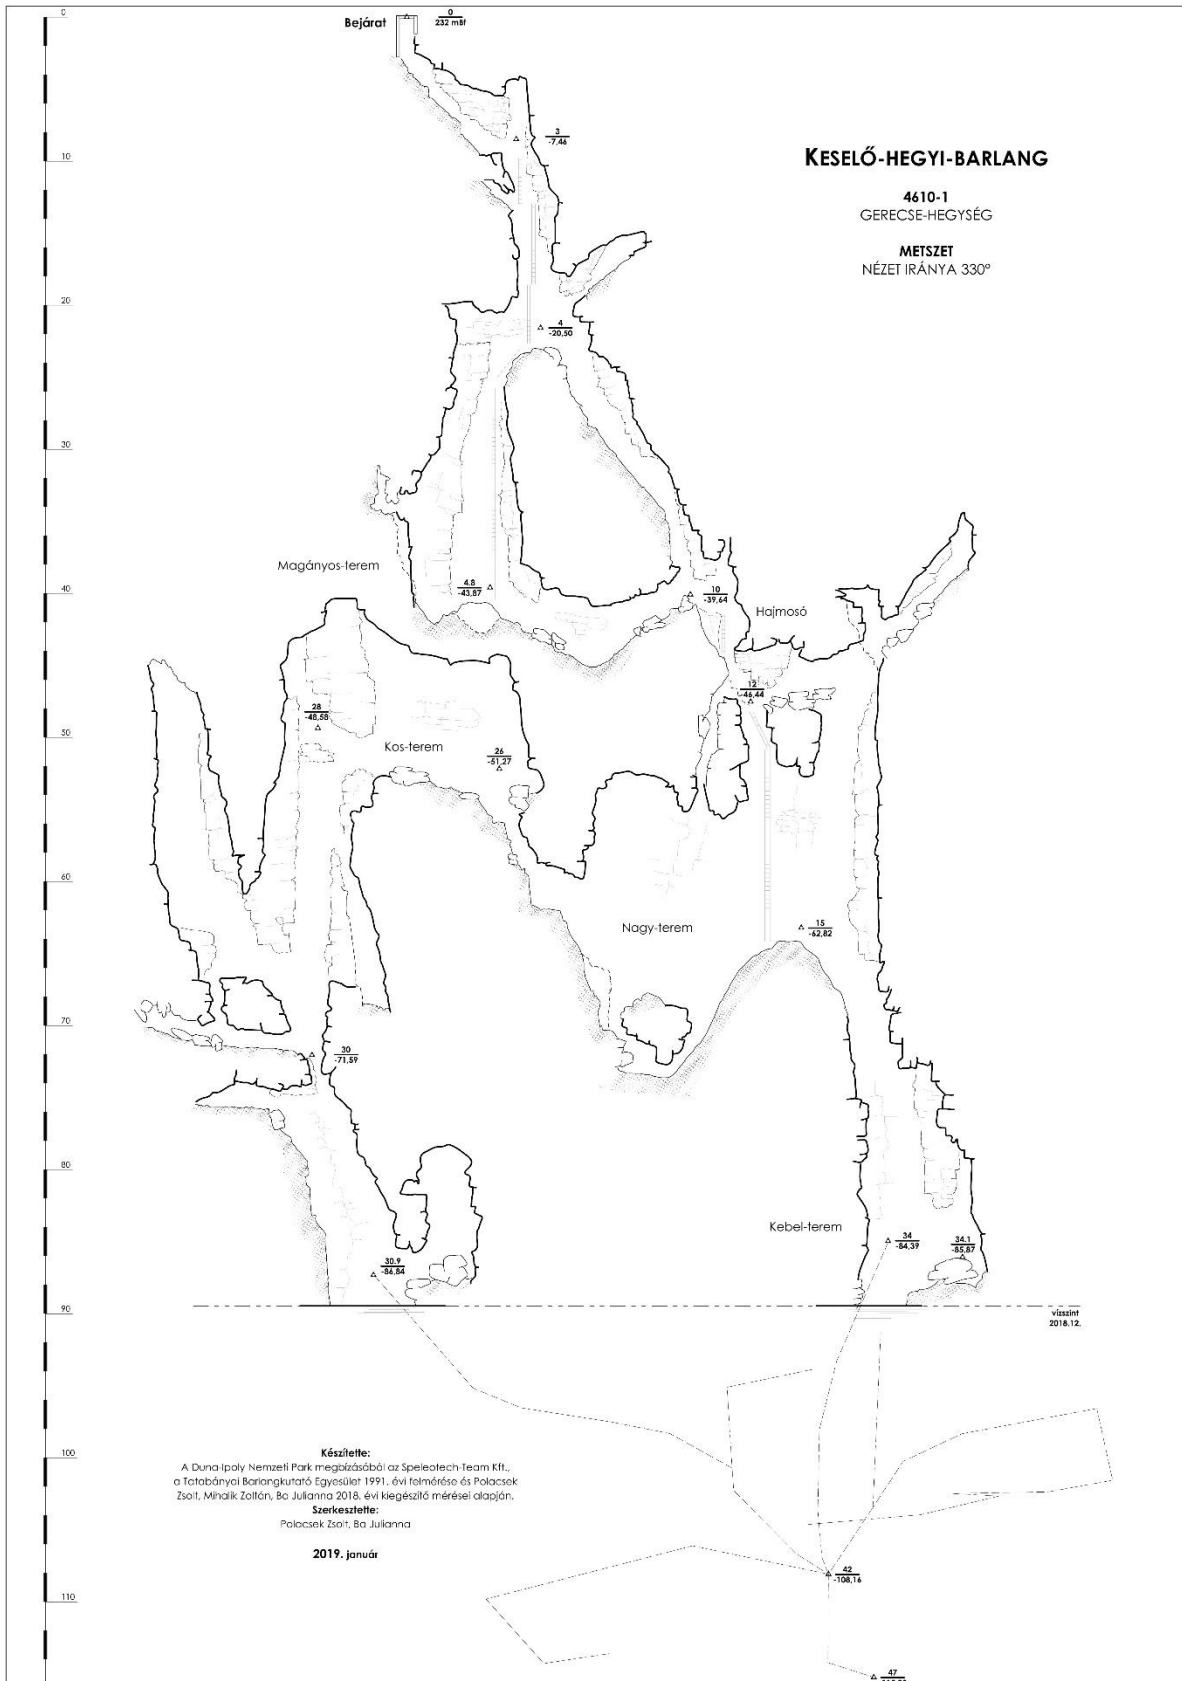 0
Bejárat
0
232 mBf
3
-7,46
10
KESELŐ-HEGYI-BARLANG
4610-1
GERECSE-HEGYSÉG
METSZET
NÉZET IRÁNYA 330°
20
4
-20,50
30
Magányos-terem
40
4.8
-43,87
10
-39,64
Hajmosó
12
-46,44
28
-48,58
50
Kos-terem
26
-51,27
60
Nagy-terem
15
-62,82
70
30
-71,59
80
Kebel-terem
34
-84,39
34.1
-85,87
30.9
-86,84
90
vízszint
2018.12.
100
Készítette:
A Duna-Ipoly Nemzeti Park megbízásából az Speleotech-Team Kft.,
a Tatabányai Barlangkutató Egyesület 1991. évi felmérése és Polacsek
Zsolt, Mihalik Zoltán, Ba Julianna 2018. évi kiegészítő mérései alapján.
Szerkesztette:
Polacsek Zsolt, Ba Julianna
2019. január
42
-108,16
110
47